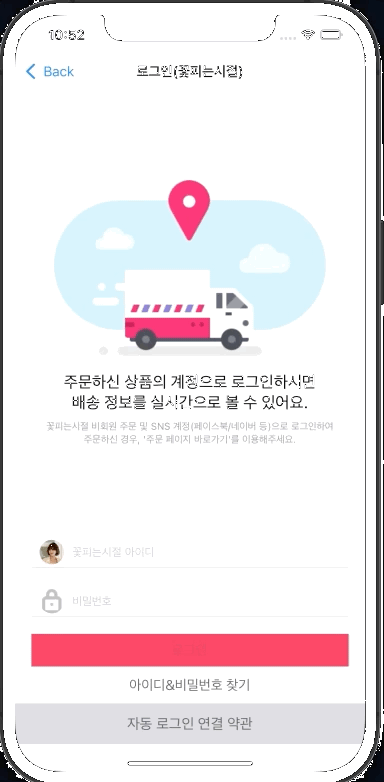 10:52
Back
로그인(꽃피는시절)
주문하신 상품의 계정으로 로그인하시면
배송 정보를 실시간으로 볼 수 있어요.
꽃피는시절 비회원 주문 및 SNS 계정(페이스북/네이버 등)으로 로그인하여
주문하신 경우, '주문 페이지 바로가기'를 이용해주세요.
꽃피는시절 아이디
비밀번호
아이디&비밀번호 찾기
자동 로그인 연결 약관